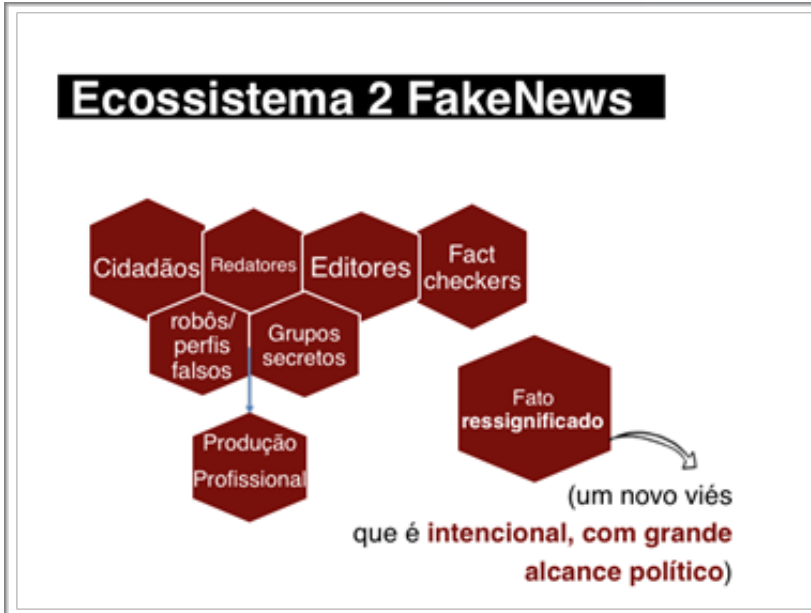 Ecossistema 2 FakeNews
Cidadãos
Redatores
Editores
Fact
checkers
robôs/
perfis
falsos
Grupos
secretos
Produção
Profissional
Fato
ressignificado
(um novo viés
que é intencional, com grande
alcance político)